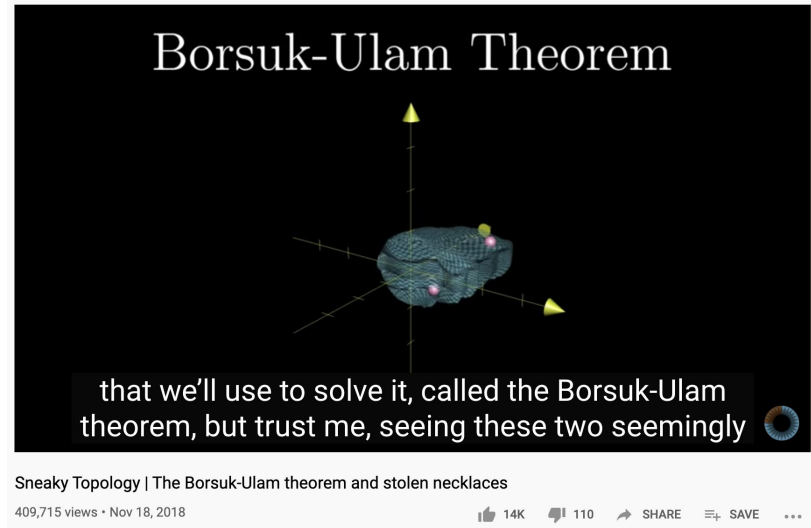 Borsuk-Ulam Theorem
that we’ll use to solve it, called the Borsuk-Ulam
theorem, but trust me, seeing these two seemingly
Sneaky Topology | The Borsuk-Ulam theorem and stolen necklaces
409,715 views • Nov 18, 2018 14K 110 SHARE SAVE